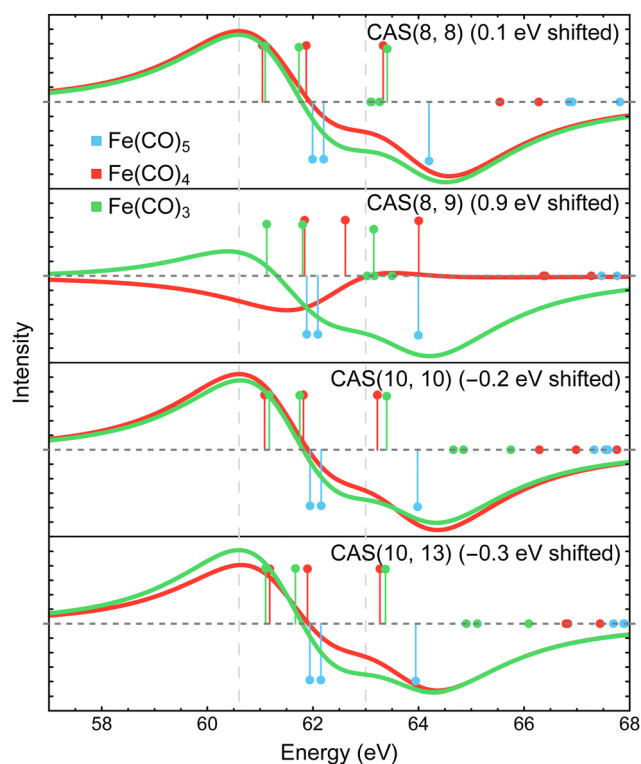 CAS(8, 8) (0.1 eV shifted)
Fe(CO)5
Fe(CO)4
Fe(CO)3
CAS(8, 9) (0.9 eV shifted)
Intensity
CAS(10, 10) (−0.2 eV shifted)
CAS(10, 13) (−0.3 eV shifted)
58 60 62 64 66 68
Energy (eV)